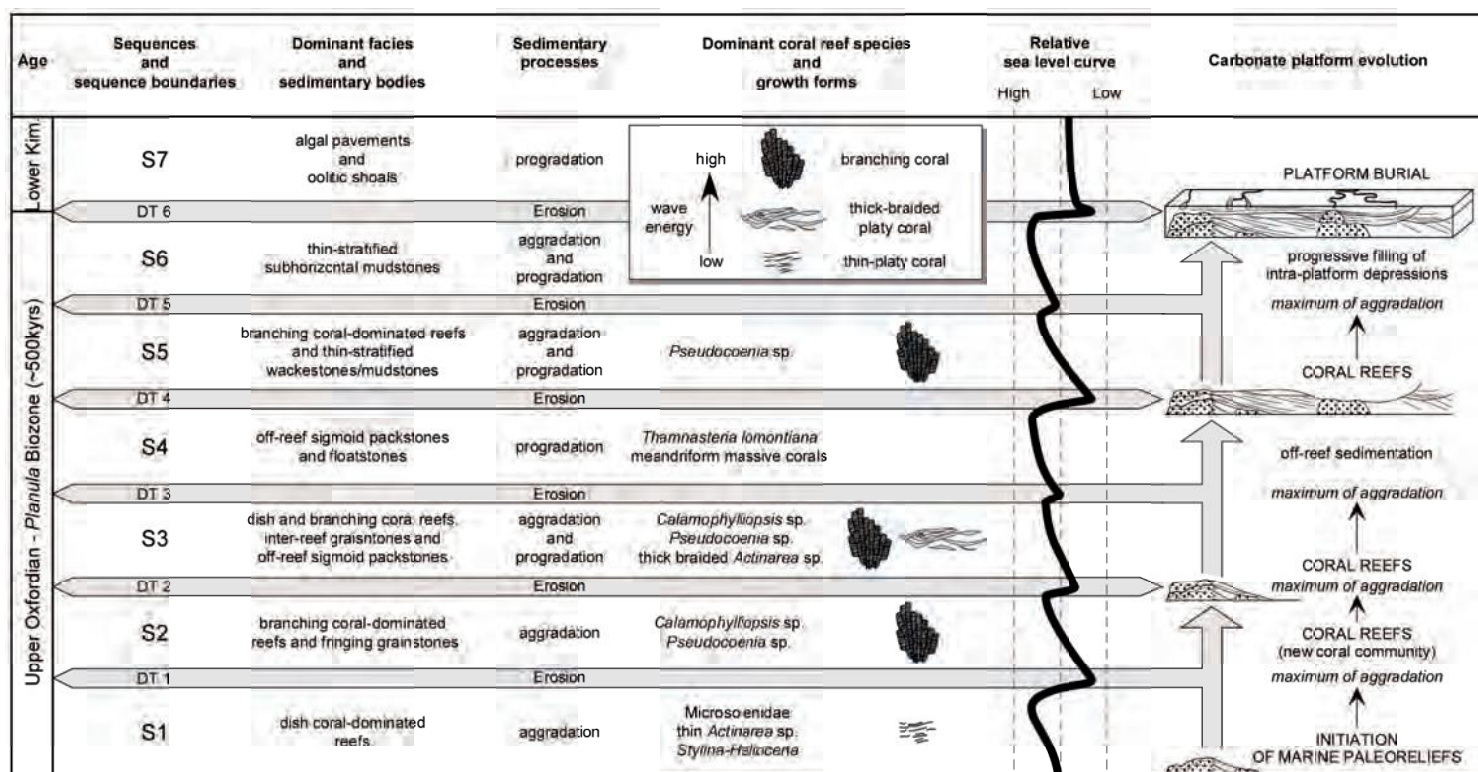 Age
Sequences
and
sequence boundaries
Dominant facies
and
sedimentary bodies
Sedimentary
processes
Dominant coral reef species
and
growth forms
Relative
sea level curve
High
Low
Carbonate platform evolution
Lower Kim.
Upper Oxfordian - Planula Biozone (~500kyrs)
S7
algal pavements
and
oolitic shoals
progradation
high
wave
energy
low
branching coral
thick-braided
platy coral
thin-platy coral
PLATFORM BURIAL
DT 6
Erosion
S6
thin-stratified
subhorizontal mudstones
aggradation
and
progradation
progressive filling of
intra-platform depressions
DT 5
Erosion
maximum of aggradation
S5
branching coral-dominated reefs
and thin-stratified
wackestones/mudstones
aggradation
and
progradation
Pseudocoenia sp.
CORAL REEFS
DT 4
Erosion
S4
off-reef sigmoid packstones
and floatstones
progradation
Thamnasteria lomontiana
meandriform massive corals
off-reef sedimentation
DT 3
Erosion
maximum of aggradation
S3
dish and branching coral reefs,
inter-reef graisntones and
off-reef sigmoid packstones.
aggradation
and
progradation
Calamophylliopsis sp.
Pseudocoenia sp.
thick braided Actinarea sp.
CORAL REEFS
DT 2
Erosion
maximum of aggradation
S2
branching coral-dominated
reefs and fringing grainstones
aggradation
Calamophyllopsis sp.
Pseudocoenia sp.
CORAL REEFS
(new coral community)
DT 1
Erosion
maximum of aggradation
S1
dish coral-dominated
reefs.
aggradation
Microsolenidae
thin Actinarea sp.
INITIATION
OF MARINE PALEORELIEFS